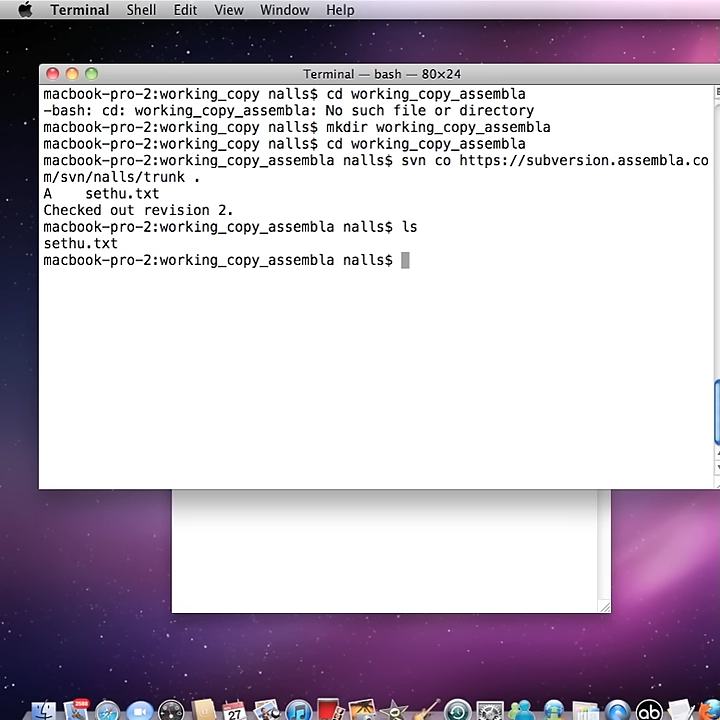 Terminal Shell Edit View Window Help
Terminal — bash — 80×24
macbook-pro-2:working_copy nalls$ cd working_copy_assembla
-bash: cd: working_copy_assembla: No such file or directory
macbook-pro-2:working_copy nalls$ mkdir working_copy_assembla
macbook-pro-2:working_copy nalls$ cd working_copy_assembla
macbook-pro-2:working_copy_assembla nalls$ svn co https://subversion.assembla.co
m/svn/nalls/trunk .
A    sethu.txt
Checked out revision 2.
macbook-pro-2:working_copy_assembla nalls$ ls
sethu.txt
macbook-pro-2:working_copy_assembla nalls$
27
ab